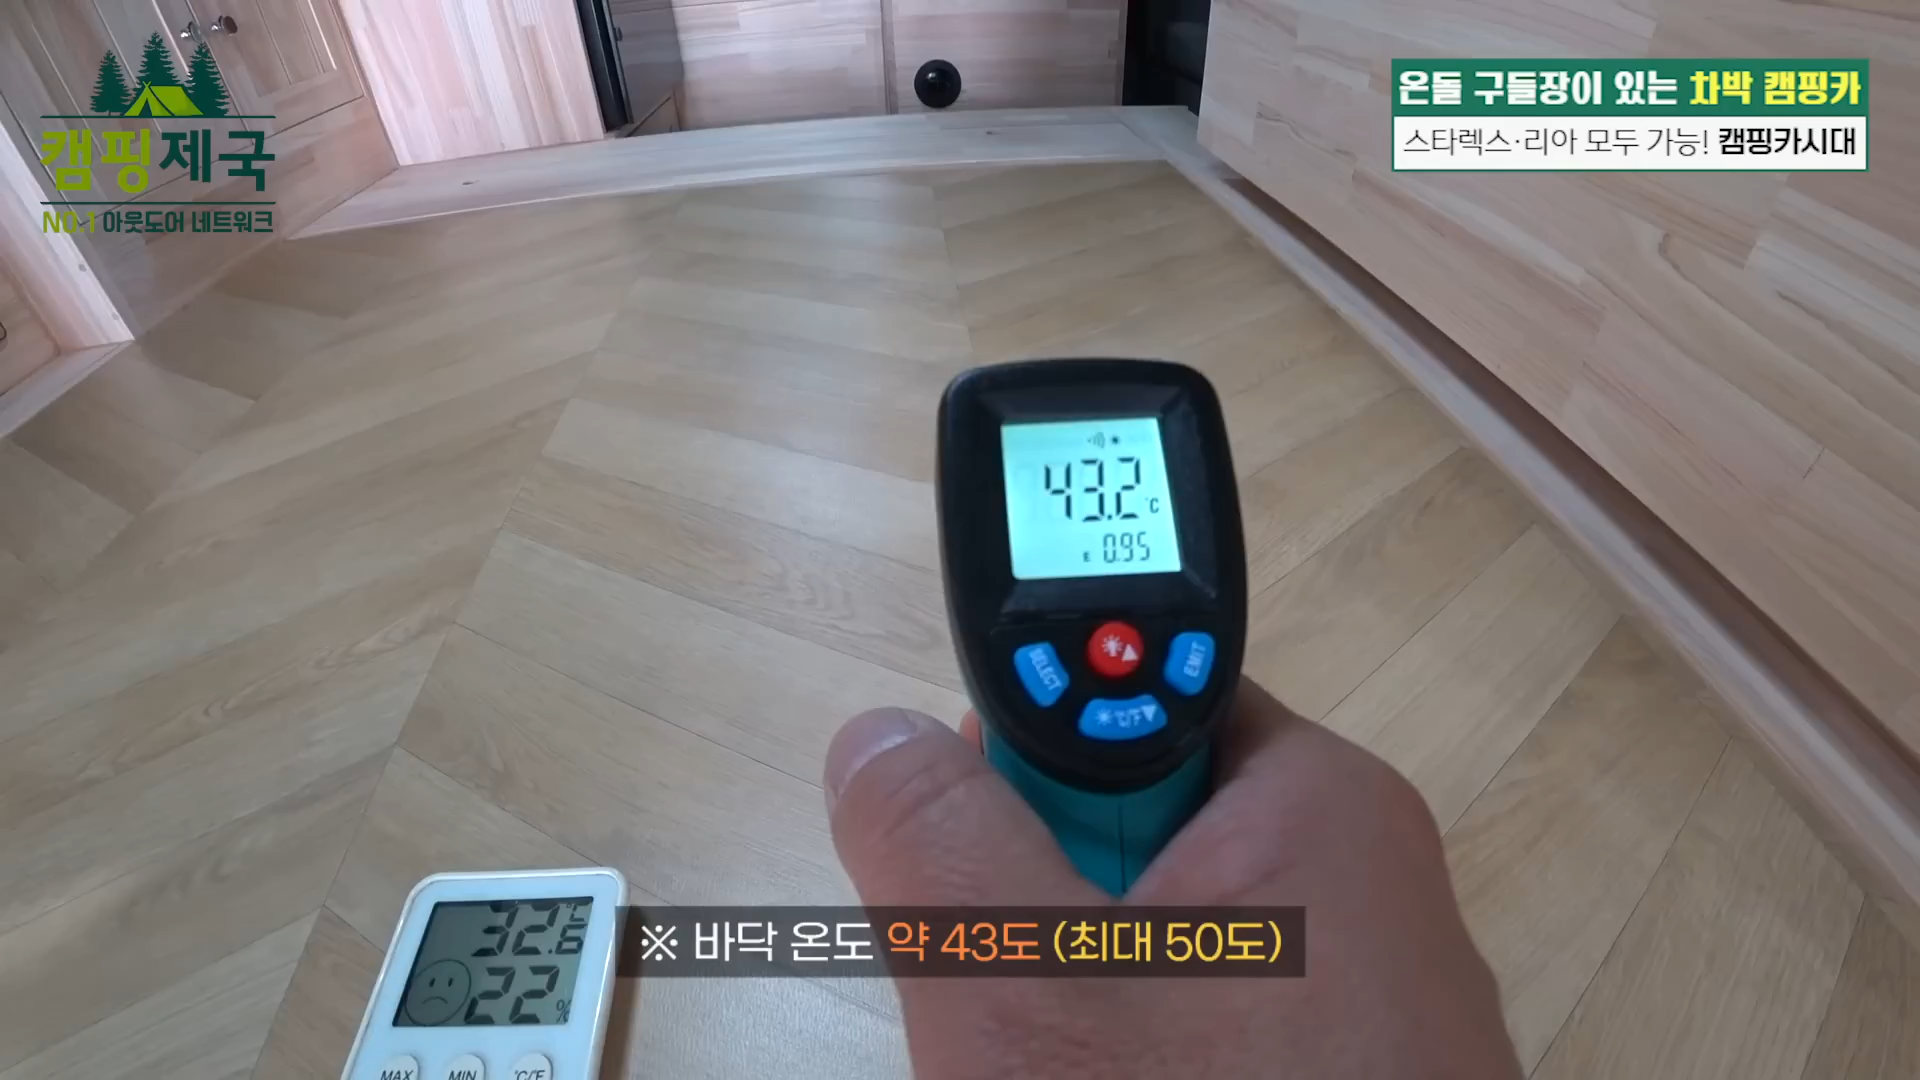 캠핑제국
NO.1 아웃도어 네트워크
온돌 구들장이 있는 차박 캠핑카
스타렉스·리아 모두 가능! 캠핑카시대
43.2 °C
E 0.95
SELECT
EMIT
°C/°F
32.6 °C
22 %
MAX
MIN
°C/°F
※ 바닥 온도 약 43도 (최대 50도)